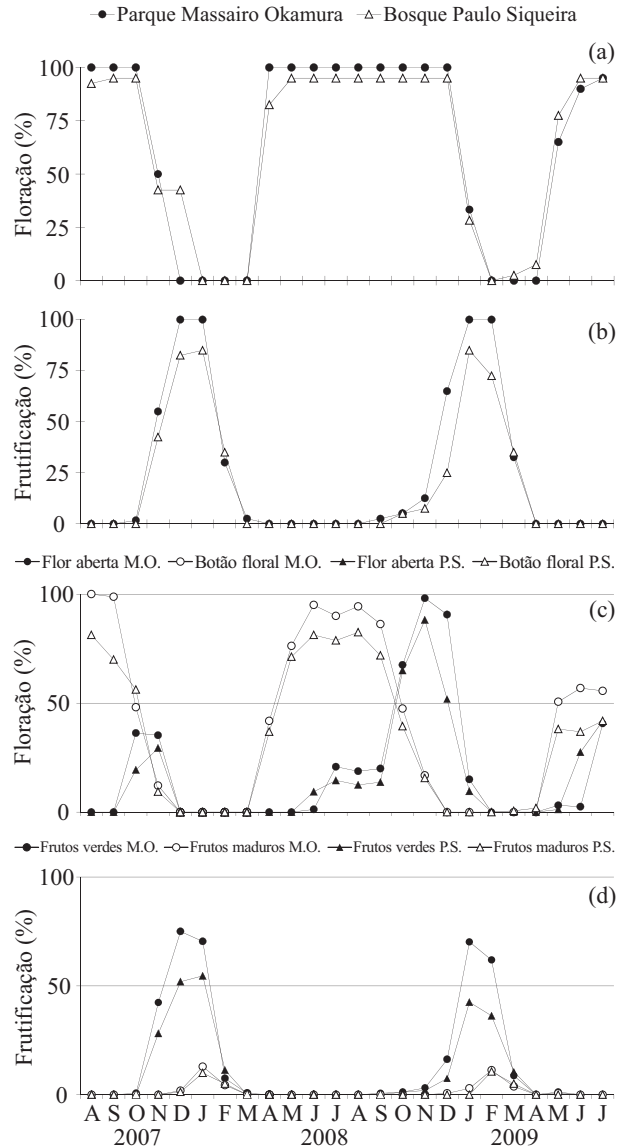 Parque Massairo Okamura Bosque Paulo Siqueira
(a)
Floração (%)
100
75
50
25
0
(b)
Frutificação (%)
100
75
50
25
0
Flor aberta M.O. Botão floral M.O. Flor aberta P.S. Botão floral P.S.
(c)
Floração (%)
100
50
0
Frutos verdes M.O. Frutos maduros M.O. Frutos verdes P.S. Frutos maduros P.S.
(d)
Frutificação (%)
100
50
0
A S O N D J F M A M J J A S O N D J F M A J J
2007 2008 2009